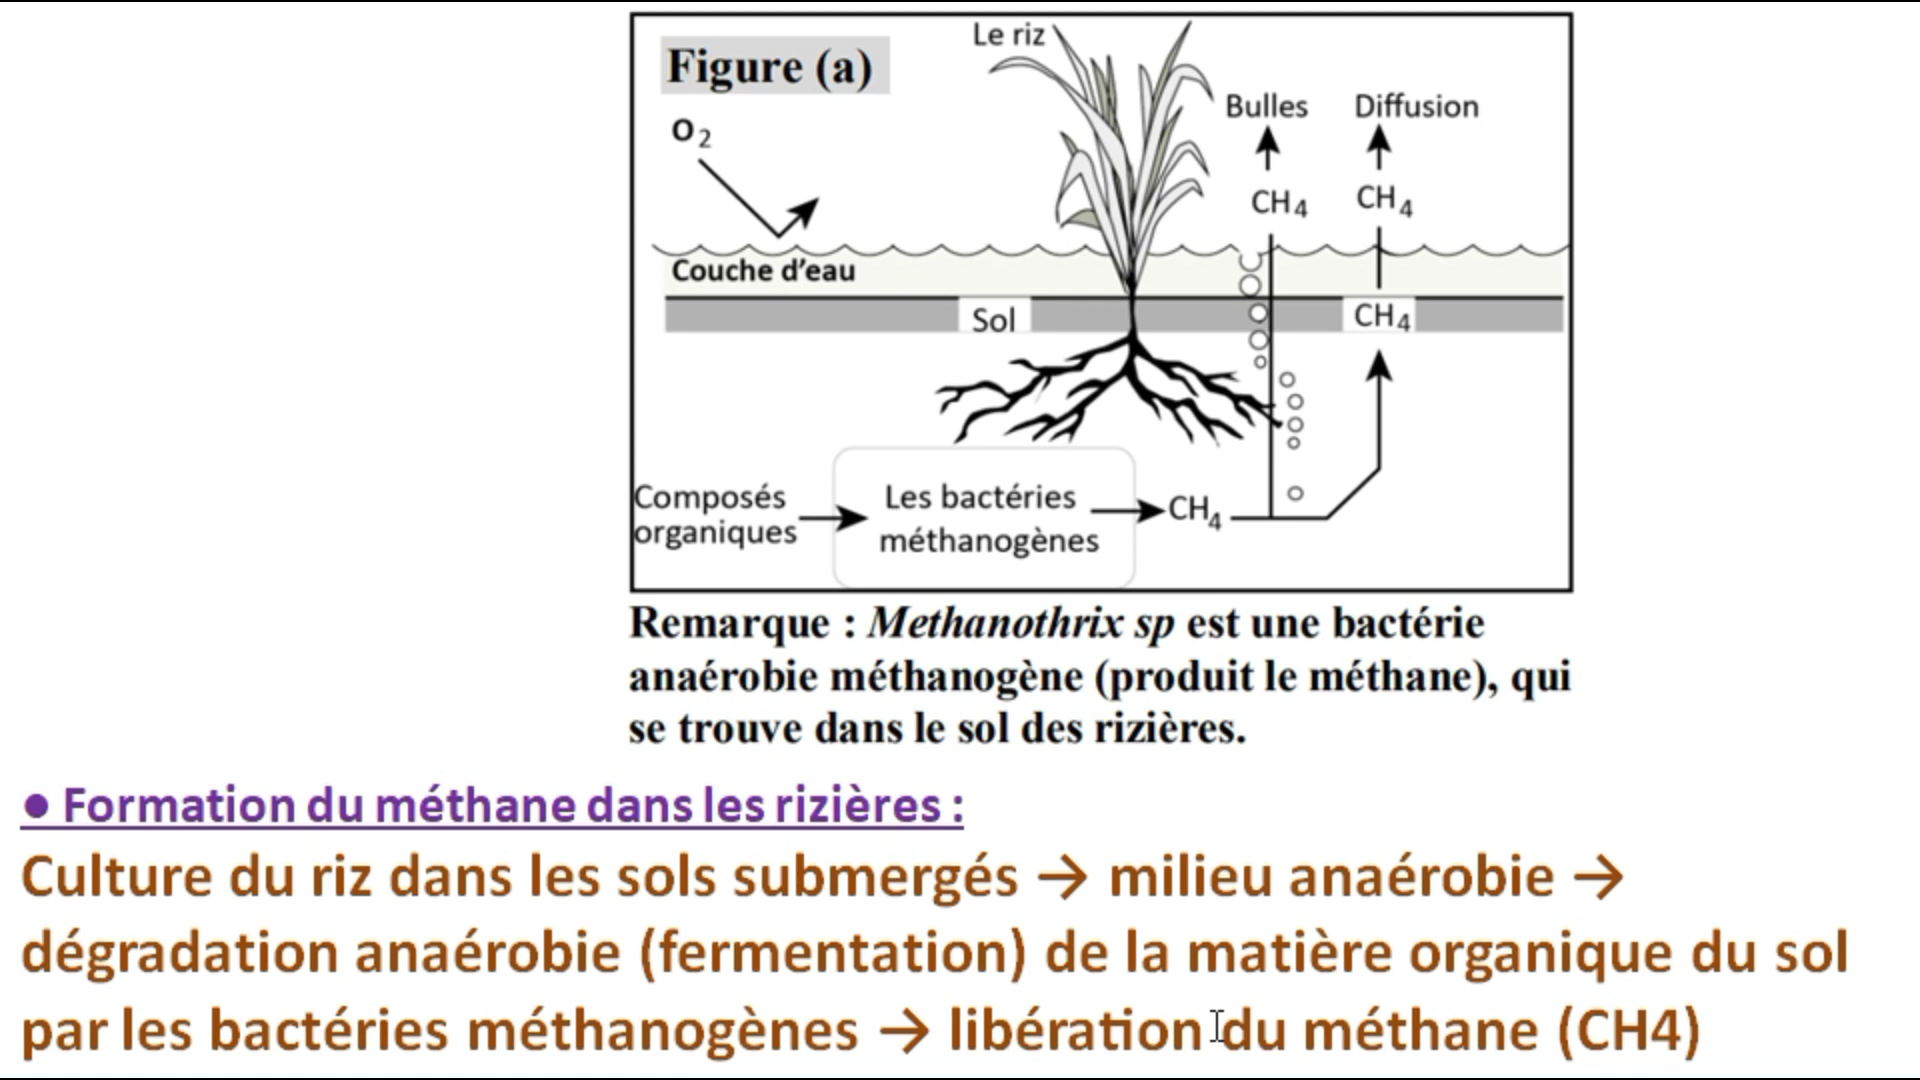 Figure (a)
Le riz
O2
Bulles
Diffusion
CH4
CH4
Couche d'eau
Sol
CH4
Composés
organiques
Les bactéries
méthanogènes
CH4
Remarque : Methanothrix sp est une bactérie
anaérobie méthanogène (produit le méthane), qui
se trouve dans le sol des rizières.
● Formation du méthane dans les rizières :
Culture du riz dans les sols submergés → milieu anaérobie →
dégradation anaérobie (fermentation) de la matière organique du sol
par les bactéries méthanogènes → libération du méthane (CH4)